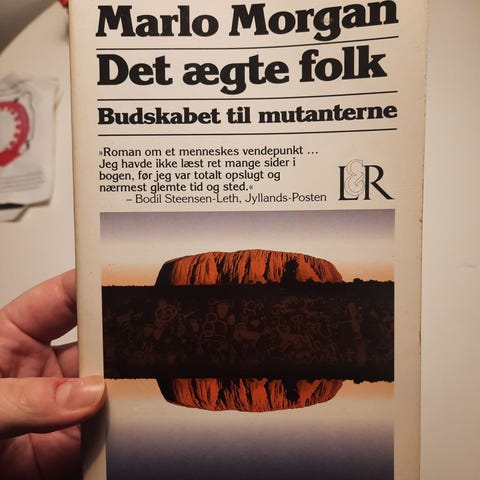 Marlo Morgan
Det ægte folk
Budskabet til mutanterne
»Roman om et menneskes vendepunkt ...
Jeg havde ikke læst ret mange sider i
bogen, før jeg var totalt opslugt og
nærmest glemte tid og sted.«
– Bodil Steensen-Leth, Jyllands-Posten
L&R